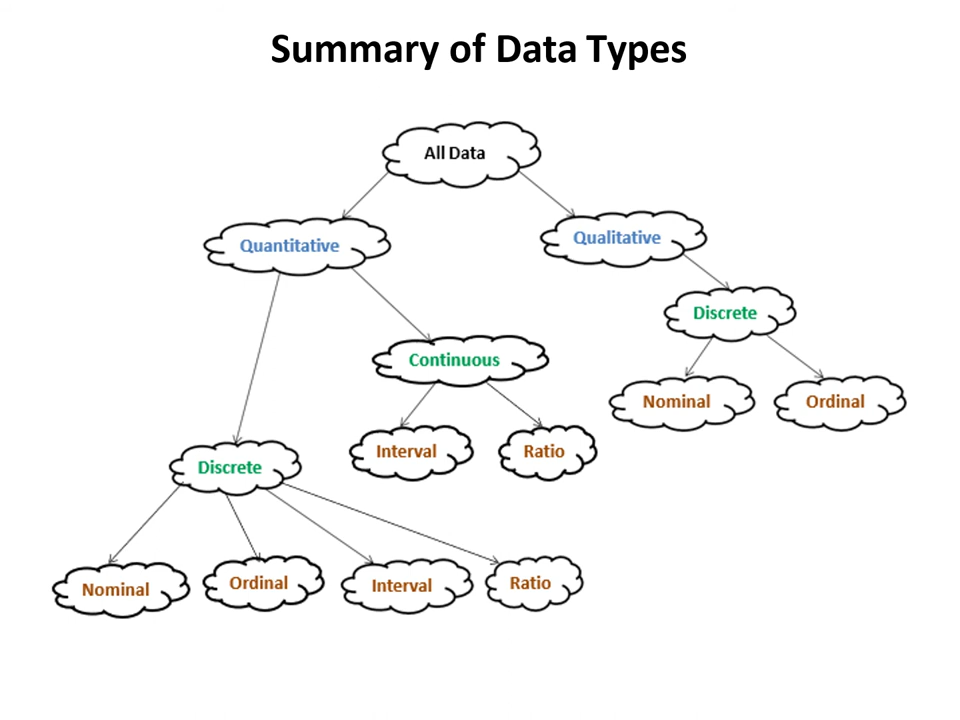 Summary of Data Types
All Data
Quantitative
Qualitative
Discrete
Continuous
Nominal
Ordinal
Interval
Ratio
Discrete
Nominal
Ordinal
Interval
Ratio